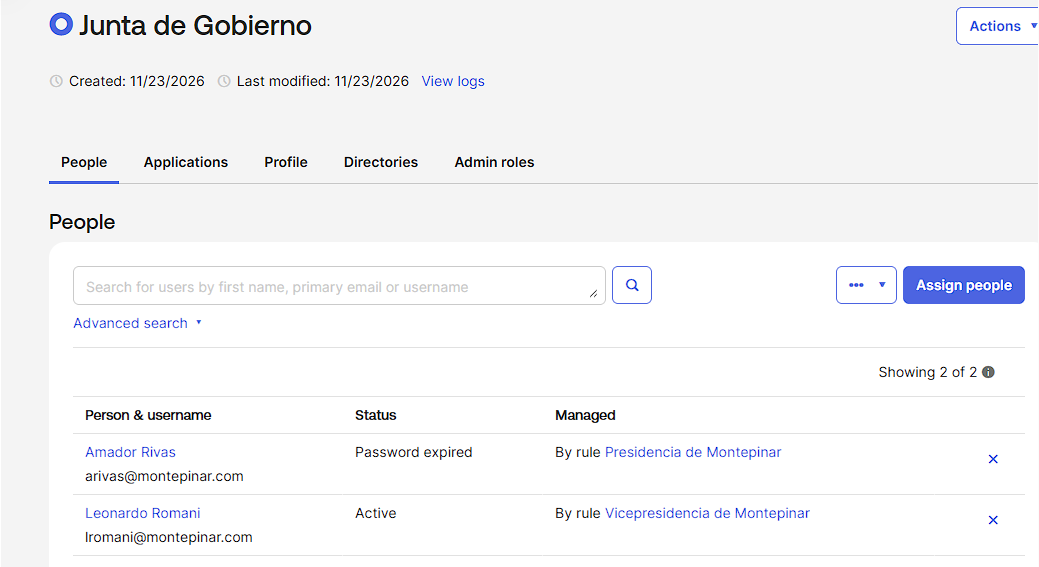 Junta de Gobierno
Actions
Created: 11/23/2026 Last modified: 11/23/2026 View logs
People Applications Profile Directories Admin roles
People
Search for users by first name, primary email or username
Assign people
Advanced search
Showing 2 of 2
Person & username Status Managed
Amador Rivas Password expired By rule Presidencia de Montepinar
arivas@montepinar.com
Leonardo Romani Active By rule Vicepresidencia de Montepinar
lromani@montepinar.com